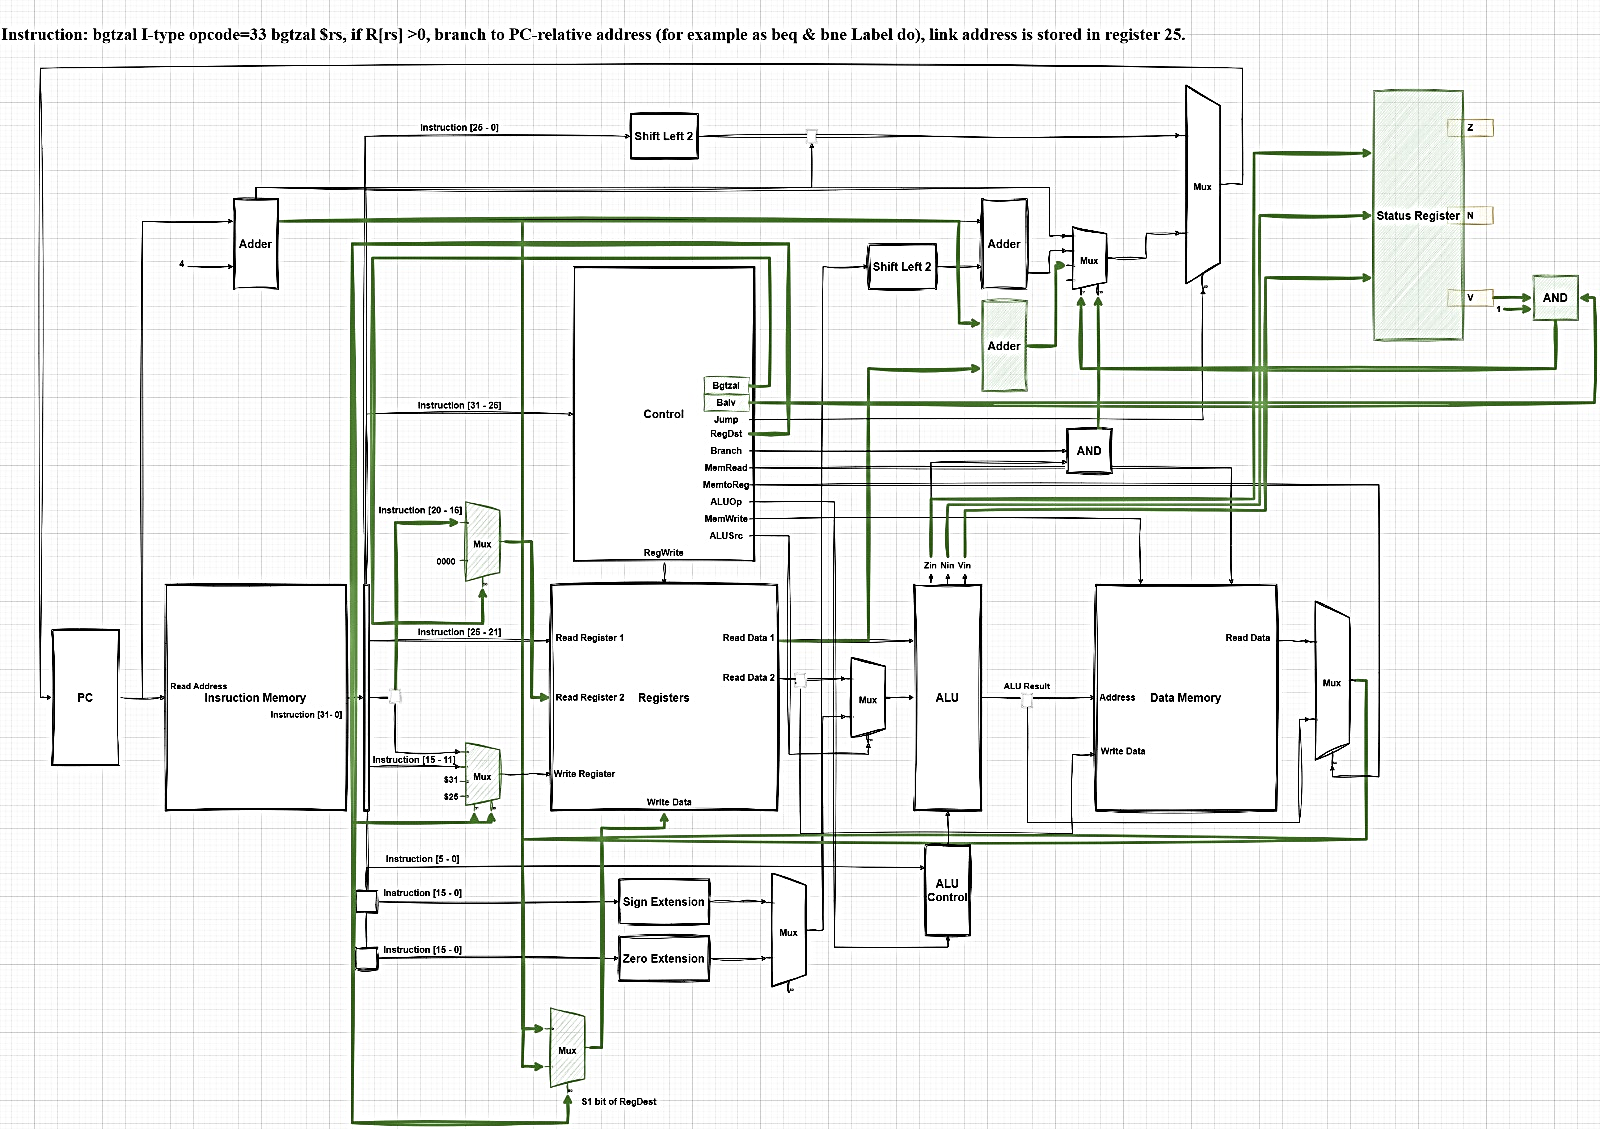 Instruction: bgtzal I-type opcode=33 bgtzal $rs, if R[rs] >0, branch to PC-relative address (for example as beq & bne Label do), link address is stored in register 25.
Instruction [25 - 0]
Shift Left 2
Z
Mux
Status Register
N
Adder
4
Adder
Shift Left 2
Mux
V
1
AND
Adder
Bgtzal
Balv
Instruction [31 - 26]
Control
Jump
RegDst
Branch
AND
MemRead
MemtoReg
ALUOp
MemWrite
ALUSrc
RegWrite
Instruction [20 - 16]
Mux
0000
Zin Nin Vin
Instruction [25 - 21]
Read Register 1
Read Data 1
Read Data
Read Data 2
Mux
PC
Read Address
Insruction Memory
Instruction [31- 0]
Read Register 2
Registers
Mux
ALU
ALU Result
Address
Data Memory
Write Data
Instruction [15 - 11]
$31
$25
Mux
Write Register
Write Data
Instruction [5 - 0]
ALU
Control
Instruction [15 - 0]
Sign Extension
Mux
Instruction [15 - 0]
Zero Extension
Mux
S1 bit of RegDest